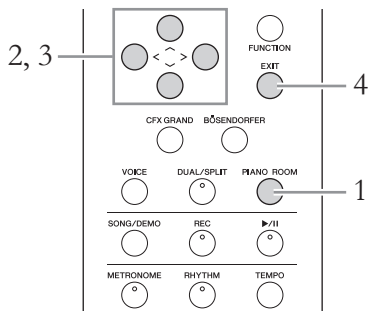 2, 3
FUNCTION
EXIT
4
CFX GRAND BÖSENDORFER
VOICE DUAL/SPLIT PIANO ROOM
1
SONG/DEMO REC ►/II
METRONOME RHYTHM TEMPO